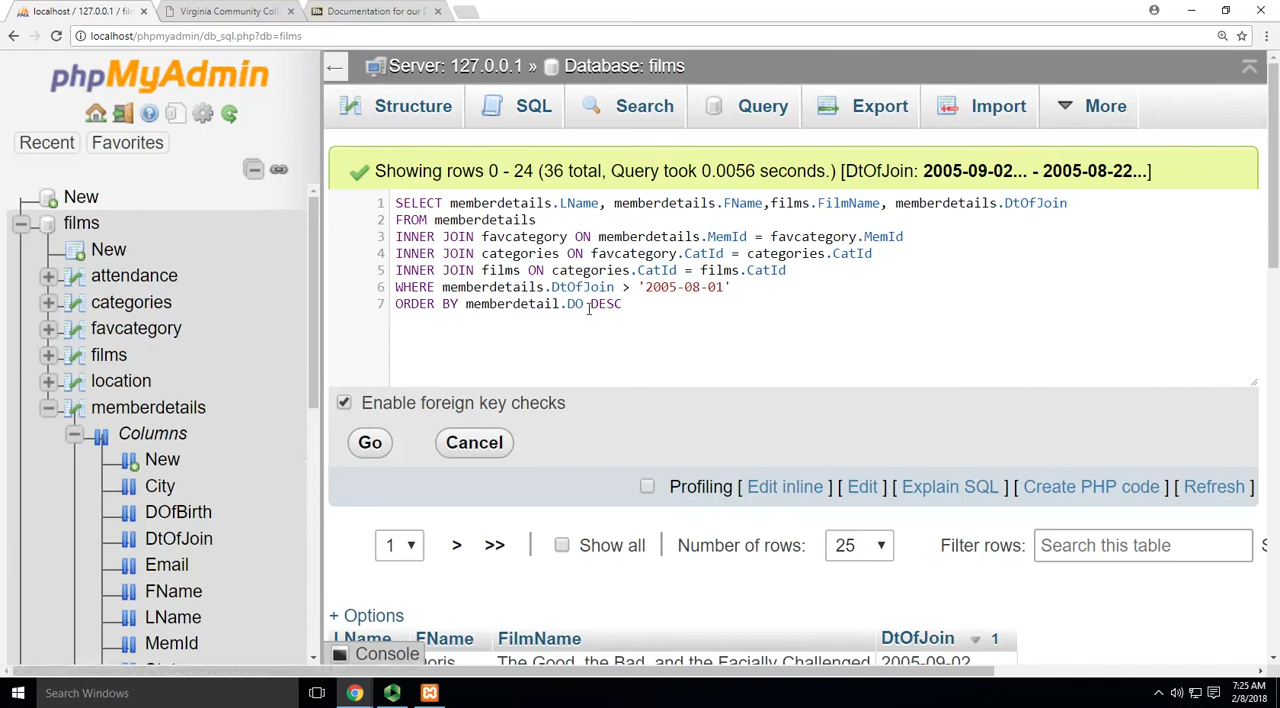 localhost / 127.0.0.1 / fil
Virginia Community Coll
Documentation for our D
localhost/phpmyadmin/db_sql.php?db=films
phpMyAdmin
Recent
Favorites
New
films
New
attendance
categories
favcategory
films
location
memberdetails
Columns
New
City
DOfBirth
DtOfJoin
Email
FName
LName
MemId
Server: 127.0.0.1 » Database: films
Structure
SQL
Search
Query
Export
Import
More
Showing rows 0 - 24 (36 total, Query took 0.0056 seconds.) [DtOfJoin: 2005-09-02... - 2005-08-22...]
1 SELECT memberdetails.LName, memberdetails.FName,films.FilmName, memberdetails.DtOfJoin
2 FROM memberdetails
3 INNER JOIN favcategory ON memberdetails.MemId = favcategory.MemId
4 INNER JOIN categories ON favcategory.CatId = categories.CatId
5 INNER JOIN films ON categories.CatId = films.CatId
6 WHERE memberdetails.DtOfJoin > '2005-08-01'
7 ORDER BY memberdetail.DO DESC
Enable foreign key checks
Go
Cancel
Profiling [ Edit inline ] [ Edit ] [ Explain SQL ] [ Create PHP code ] [ Refresh ]
1 > >> Show all Number of rows: 25 Filter rows: Search this table
+ Options
LName FName FilmName DtOfJoin 1
The Good, the Bad, and the Facially Challenged 2005-09-02
Console
Search Windows
7:25 AM
2/8/2018